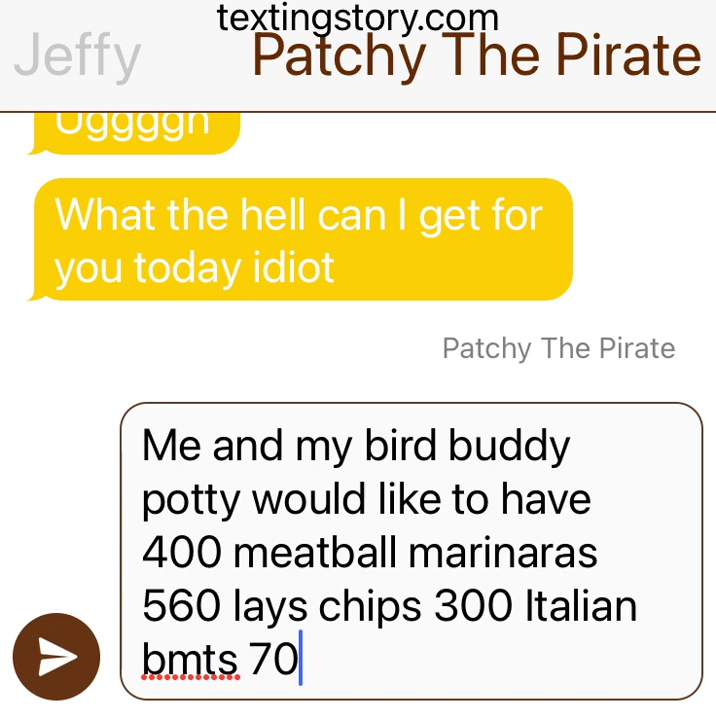 textingstory.com
Jeffy Patchy The Pirate
Uggggh
What the hell can I get for
you today idiot
Patchy The Pirate
Me and my bird buddy
potty would like to have
400 meatball marinaras
560 lays chips 300 Italian
bmts 70